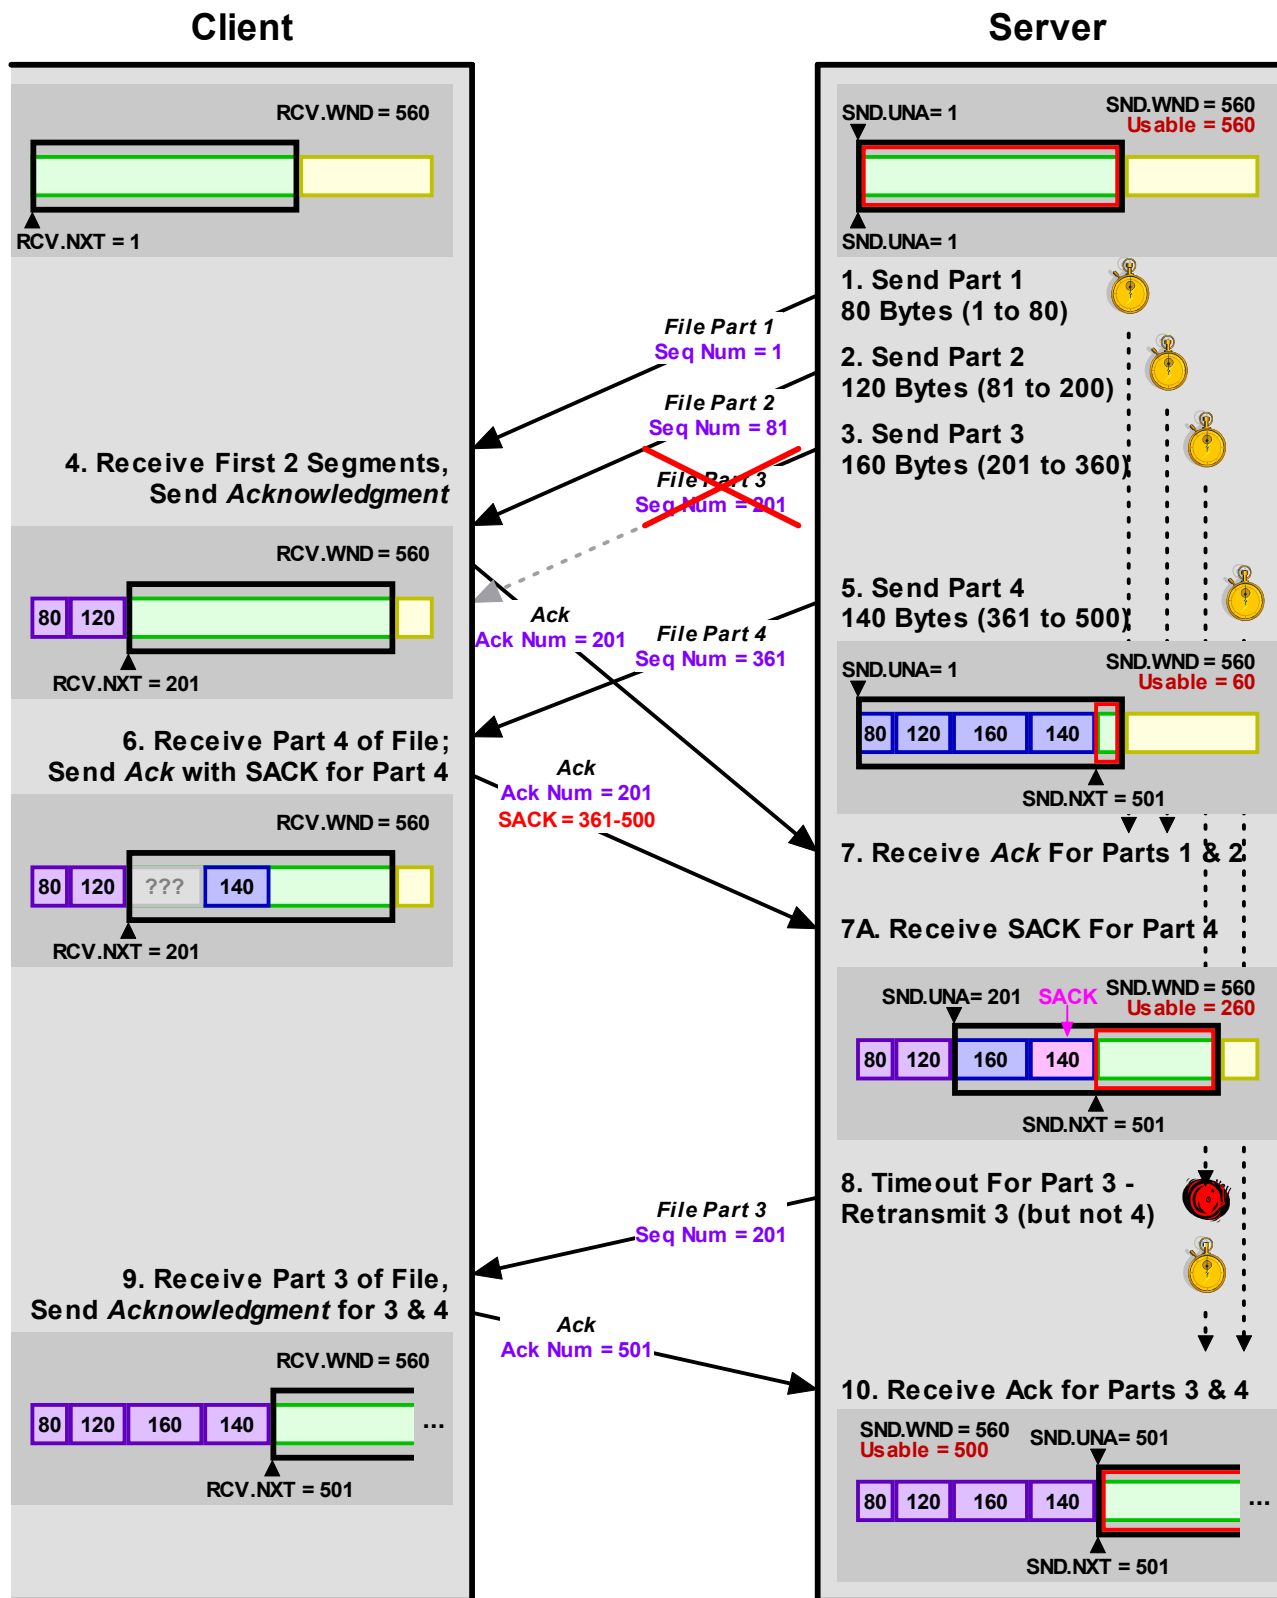 Client
Server
RCV.WND = 560
RCV.NXT = 1
SND.UNA= 1
SND.WND = 560
Usable = 560
SND.UNA= 1
1. Send Part 1
80 Bytes (1 to 80)
File Part 1
Seq Num = 1
2. Send Part 2
120 Bytes (81 to 200)
File Part 2
Seq Num = 81
3. Send Part 3
160 Bytes (201 to 360)
File Part 3
Seq Num = 201
4. Receive First 2 Segments,
Send Acknowledgment
RCV.WND = 560
80 120
RCV.NXT = 201
Ack
Ack Num = 201
5. Send Part 4
140 Bytes (361 to 500)
File Part 4
Seq Num = 361
SND.UNA= 1
SND.WND = 560
Usable = 60
80 120 160 140
SND.NXT = 501
6. Receive Part 4 of File;
Send Ack with SACK for Part 4
Ack
Ack Num = 201
SACK = 361-500
RCV.WND = 560
80 120 ??? 140
RCV.NXT = 201
7. Receive Ack For Parts 1 & 2
7A. Receive SACK For Part 4
SND.UNA= 201
SACK
SND.WND = 560
Usable = 260
80 120 160 140
SND.NXT = 501
8. Timeout For Part 3 -
Retransmit 3 (but not 4)
File Part 3
Seq Num = 201
9. Receive Part 3 of File,
Send Acknowledgment for 3 & 4
Ack
Ack Num = 501
RCV.WND = 560
80 120 160 140 ...
RCV.NXT = 501
10. Receive Ack for Parts 3 & 4
SND.WND = 560
Usable = 500
SND.UNA= 501
80 120 160 140 ...
SND.NXT = 501